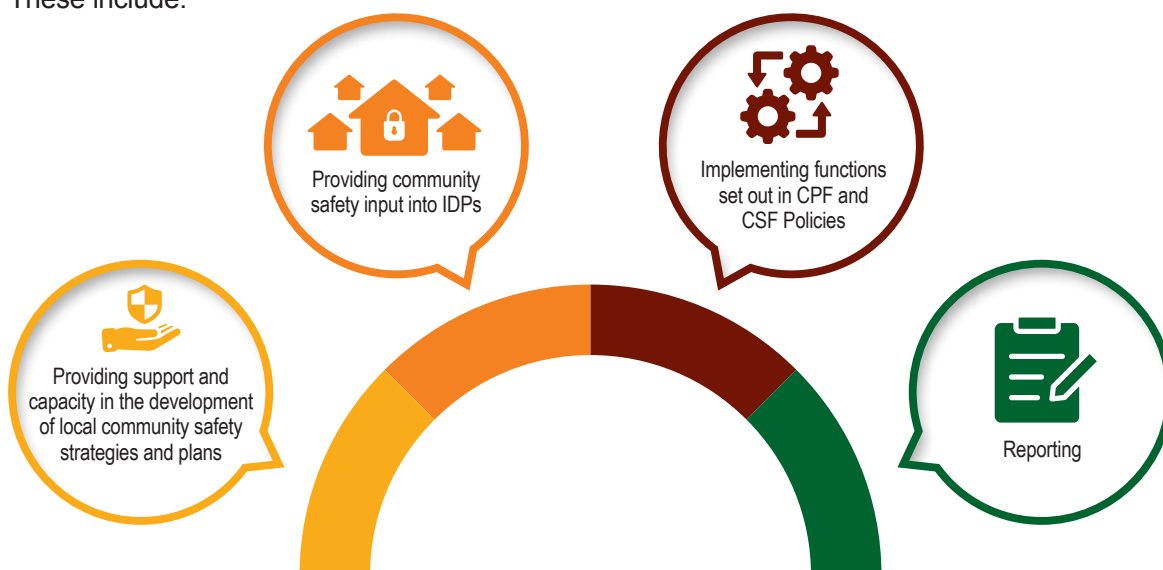 These include:
Providing community
safety input into IDPs
Implementing functions
set out in CPF and
CSF Policies
Providing support and
capacity in the development
of local community safety
strategies and plans
Reporting